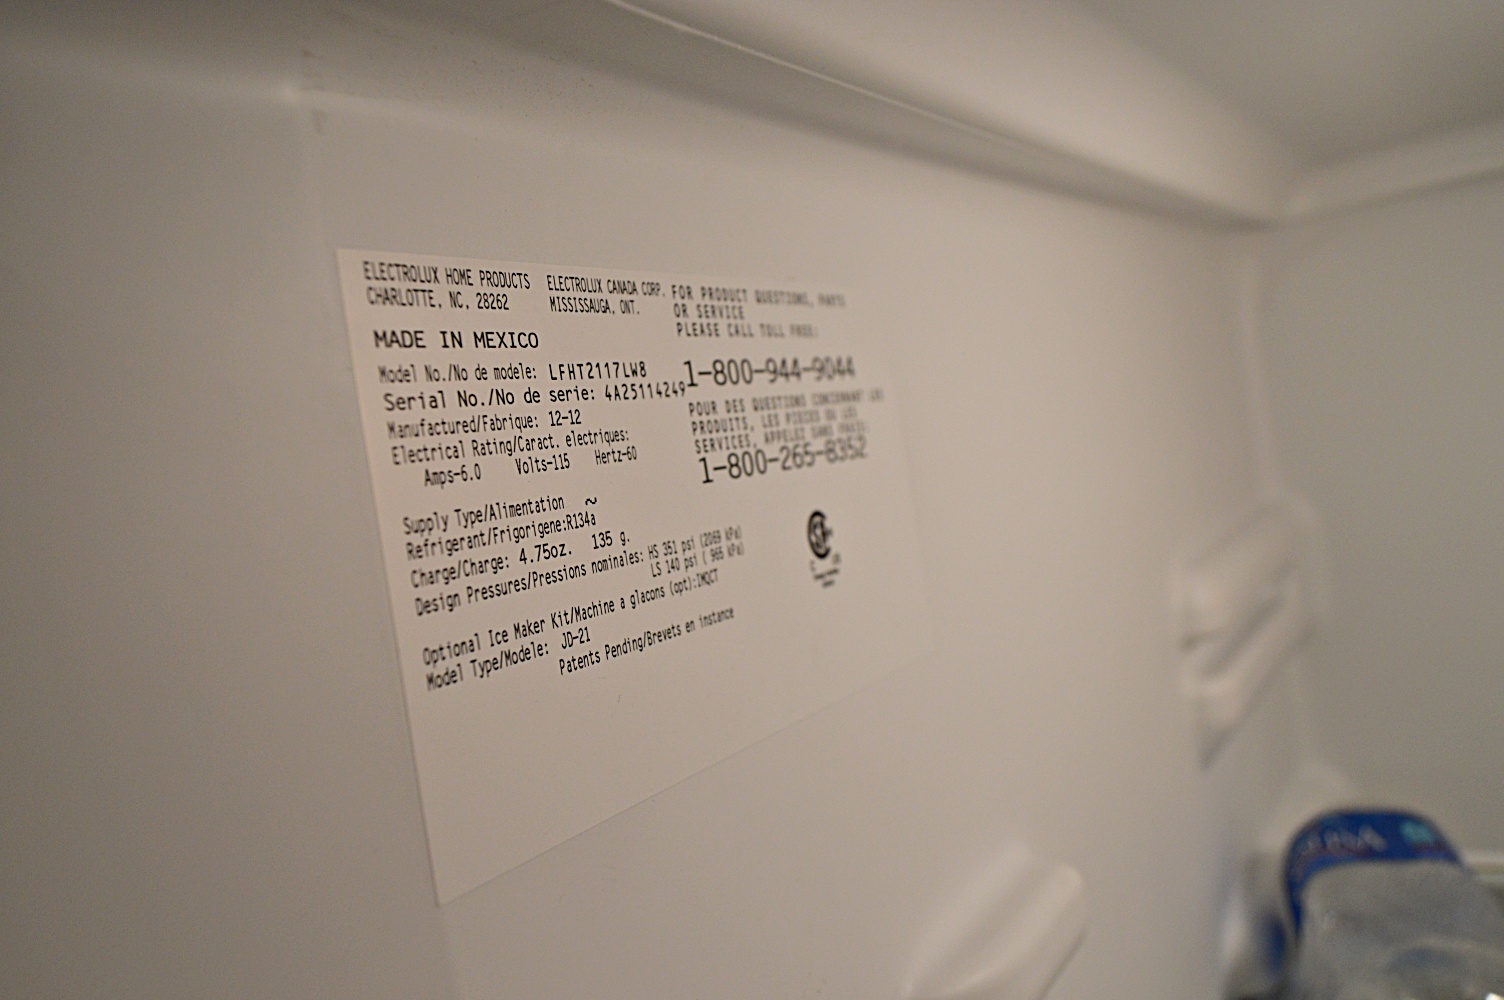 ELECTROLUX HOME PRODUCTS
CHARLOTTE, NC, 28262
ELECTROLUX CANADA CORP.
MISSISSAUGA, ONT.
FOR PRODUCT QUESTIONS, PARTS
OR SERVICE
PLEASE CALL TOLL FREE:
1-800-944-9044
POUR DES QUESTIONS CONCERNANT LES
PRODUITS, LES PIECES OU LES
SERVICES, APPELEZ SANS FRAIS:
1-800-265-8352
MADE IN MEXICO
Model No./No de modele: LFHT2117LW8
Serial No./No de serie: 4A25114249
Manufactured/Fabrique: 12-12
Electrical Rating/Caract. electriques:
Amps-6.0 Volts-115 Hertz-60
Supply Type/Alimentation ~
Refrigerant/Frigorigene:R134a
Charge/Charge: 4.75oz. 135 g.
Design Pressures/Pressions nominales: HS 351 psi (2069 kPa)
LS 140 psi ( 965 kPa)
Optional Ice Maker Kit/Machine a glacons (opt):IMQCT
Model Type/Modele: JD-21
Patents Pending/Brevets en instance